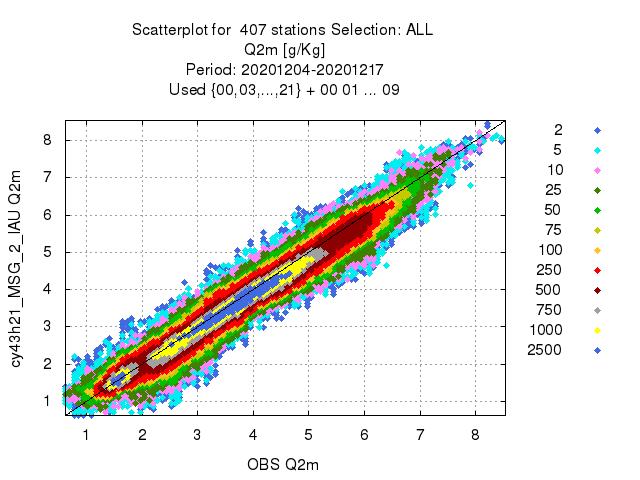 Scatterplot for  407 stations Selection: ALL
Q2m [g/Kg]
Period: 20201204-20201217
Used {00,03,...,21} + 00 01 ... 09
cy43h21_MSG_2_IAU Q2m
8
7
6
5
4
3
2
1
1 2 3 4 5 6 7 8
OBS Q2m
2
5
10
25
50
75
100
250
500
750
1000
2500